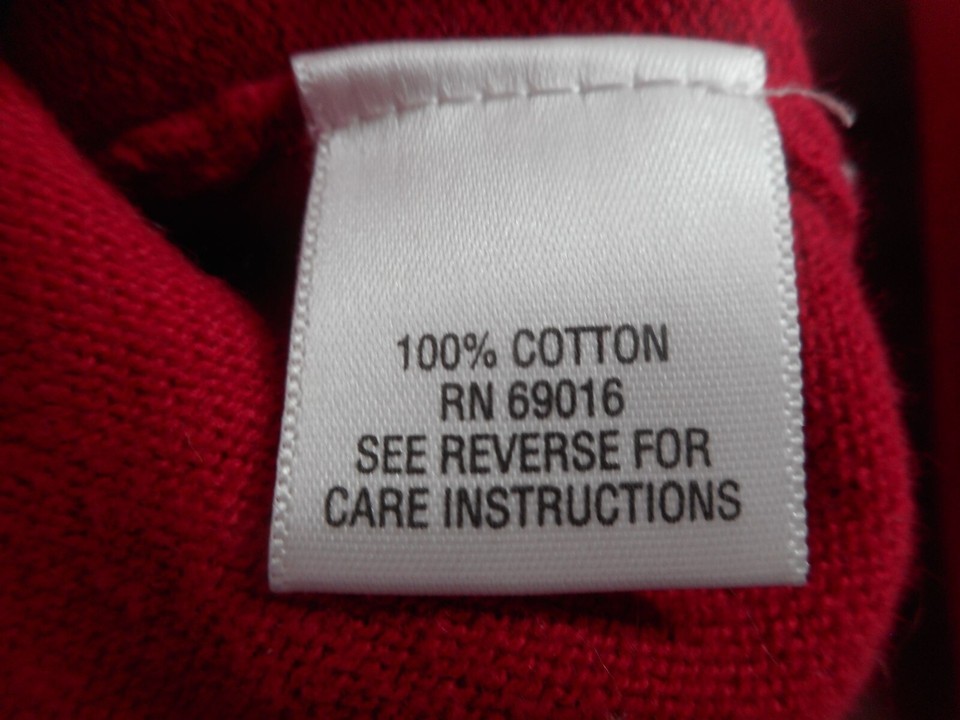 100% COTTON
RN 69016
SEE REVERSE FOR
CARE INSTRUCTIONS